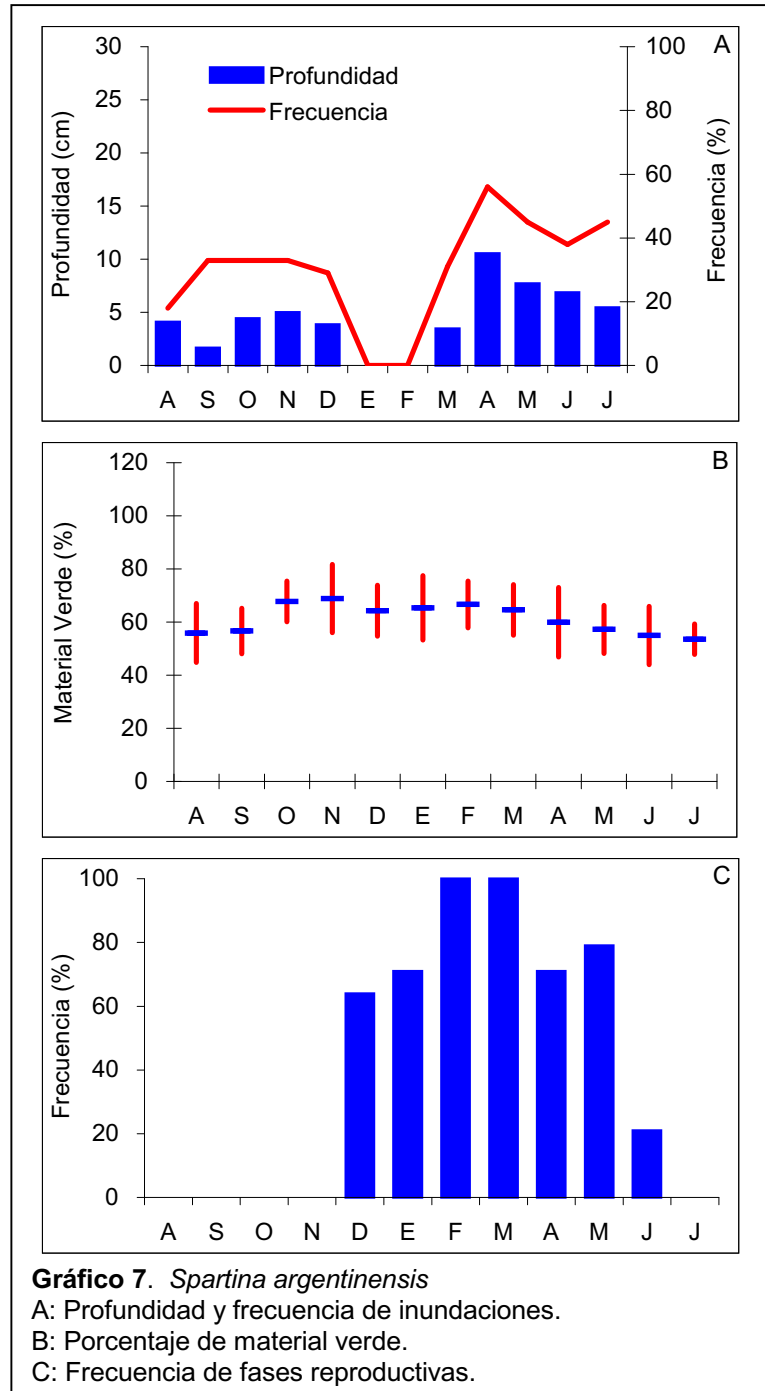 A
30
25
20
15
10
5
0
Profundidad (cm)
Profundidad
Frecuencia
100
80
60
40
20
0
Frecuencia (%)
A S O N D E F M A M J J
B
120
100
80
60
40
20
0
Material Verde (%)
A S O N D E F M A M J J
C
100
80
60
40
20
0
Frecuencia (%)
A S O N D E F M A M J J
Gráfico 7. Spartina argentinensis
A: Profundidad y frecuencia de inundaciones.
B: Porcentaje de material verde.
C: Frecuencia de fases reproductivas.